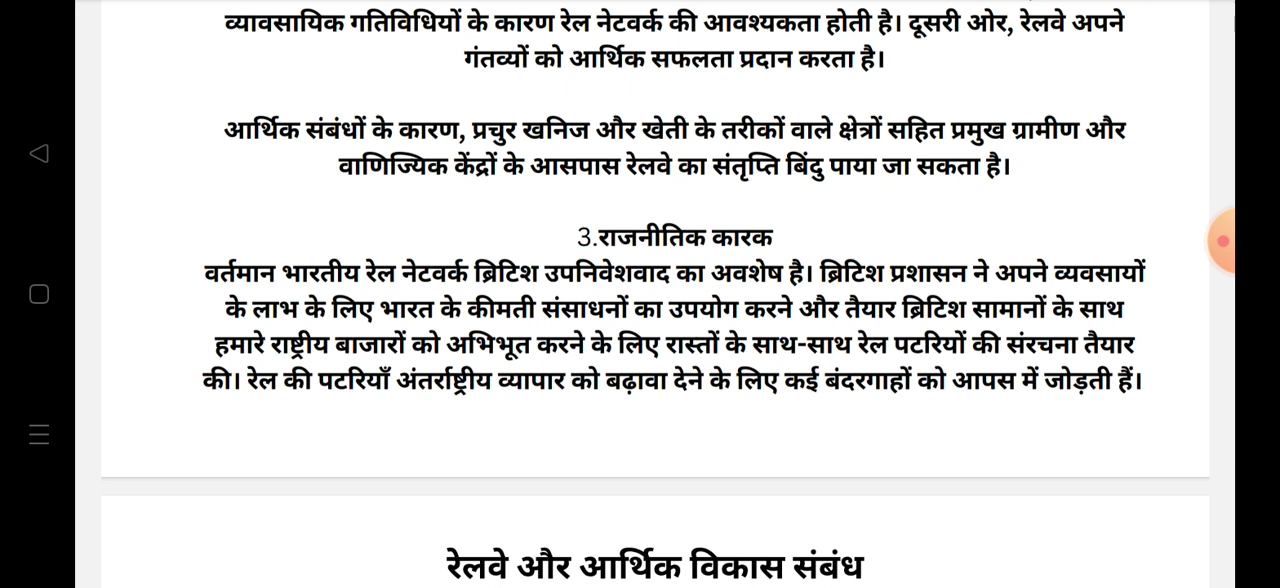 व्यावसायिक गतिविधियों के कारण रेल नेटवर्क की आवश्यकता होती है। दूसरी ओर, रेलवे अपने
गंतव्यों को आर्थिक सफलता प्रदान करता है।
आर्थिक संबंधों के कारण, प्रचुर खनिज और खेती के तरीकों वाले क्षेत्रों सहित प्रमुख ग्रामीण और
वाणिज्यिक केंद्रों के आसपास रेलवे का संतृप्ति बिंदु पाया जा सकता है।
3.राजनीतिक कारक
वर्तमान भारतीय रेल नेटवर्क ब्रिटिश उपनिवेशवाद का अवशेष है। ब्रिटिश प्रशासन ने अपने व्यवसायों
के लाभ के लिए भारत के कीमती संसाधनों का उपयोग करने और तैयार ब्रिटिश सामानों के साथ
हमारे राष्ट्रीय बाजारों को अभिभूत करने के लिए रास्तों के साथ-साथ रेल पटरियों की संरचना तैयार
की। रेल की पटरियाँ अंतर्राष्ट्रीय व्यापार को बढ़ावा देने के लिए कई बंदरगाहों को आपस में जोड़ती हैं।
रेलवे और आर्थिक विकास संबंध